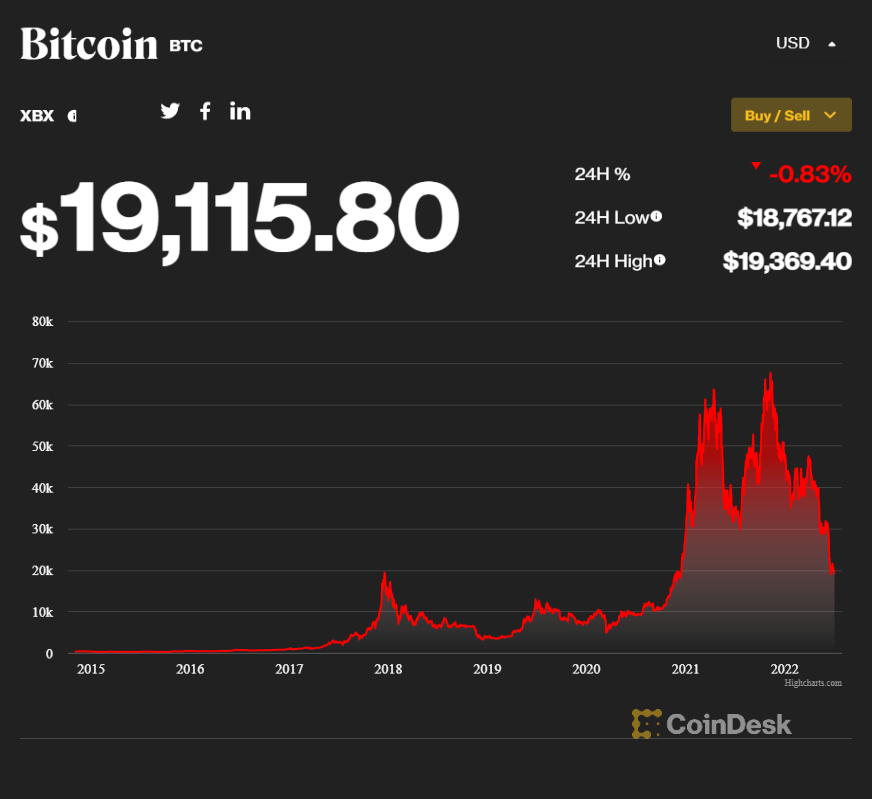 Bitcoin BTC
USD
XBX
Buy / Sell
$19,115.80
24H % -0.83%
24H Low $18,767.12
24H High $19,369.40
80k
70k
60k
50k
40k
30k
20k
10k
0
2015 2016 2017 2018 2019 2020 2021 2022
Highcharts.com
CoinDesk